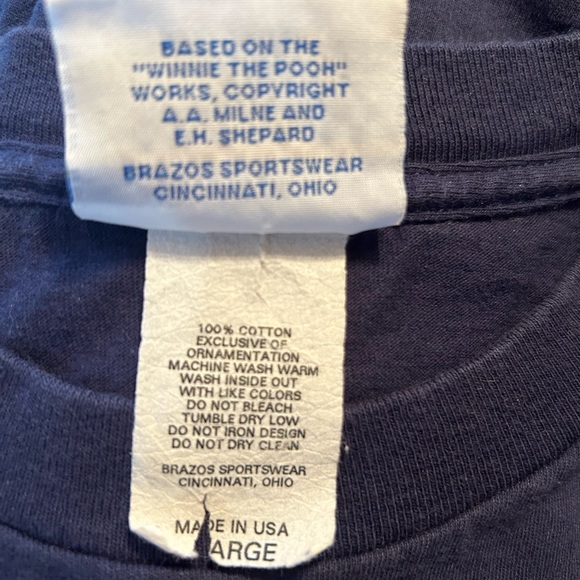 BASED ON THE
"WINNIE THE POOH"
WORKS, COPYRIGHT
A.A. MILNE AND
E.H. SHEPARD
BRAZOS SPORTSWEAR
CINCINNATI, OHIO
100% COTTON
EXCLUSIVE OF
ORNAMENTATION
MACHINE WASH WARM
WASH INSIDE OUT
WITH LIKE COLORS
DO NOT BLEACH
TUMBLE DRY LOW
DO NOT IRON DESIGN
DO NOT DRY CLEAN
BRAZOS SPORTSWEAR
CINCINNATI, OHIO
MADE IN USA
LARGE